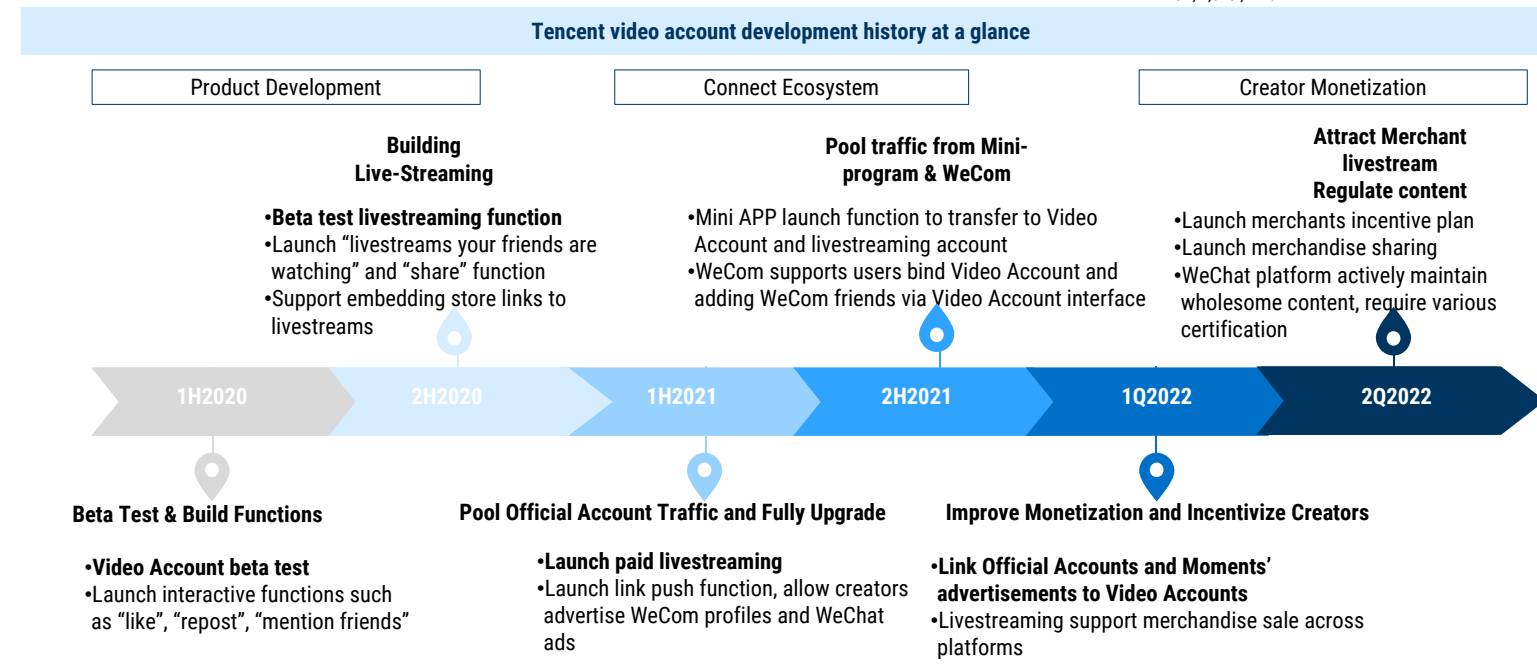 Tencent video account development history at a glance
Product Development
Connect Ecosystem
Creator Monetization
Building
Live-Streaming
•Beta test livestreaming function
•Launch “livestreams your friends are
watching” and “share” function
•Support embedding store links to
livestreams
Pool traffic from Mini-
program & WeCom
•Mini APP launch function to transfer to Video
Account and livestreaming account
•WeCom supports users bind Video Account and
adding WeCom friends via Video Account interface
Attract Merchant
livestream
Regulate content
•Launch merchants incentive plan
•Launch merchandise sharing
•WeChat platform actively maintain
wholesome content, require various
certification
1H2020
2H2020
1H2021
2H2021
1Q2022
2Q2022
Beta Test & Build Functions
•Video Account beta test
•Launch interactive functions such
as “like”, “repost”, “mention friends”
Pool Official Account Traffic and Fully Upgrade
•Launch paid livestreaming
•Launch link push function, allow creators
advertise WeCom profiles and WeChat
ads
Improve Monetization and Incentivize Creators
•Link Official Accounts and Moments’
advertisements to Video Accounts
•Livestreaming support merchandise sale across
platforms